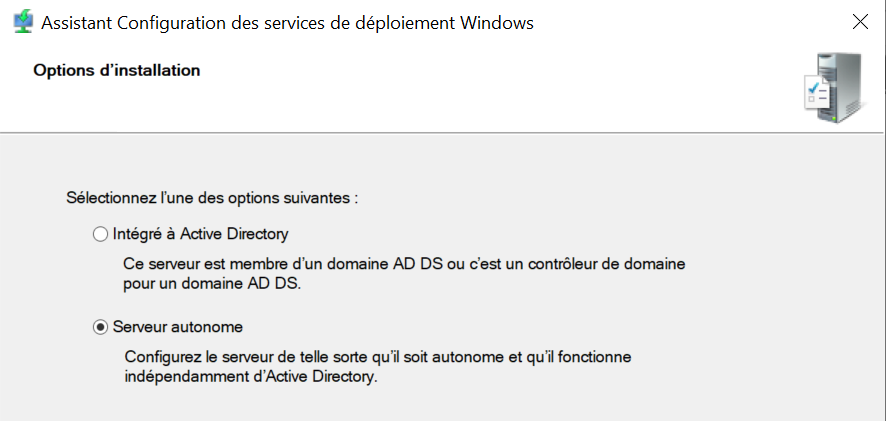 Assistant Configuration des services de déploiement Windows
Options d’installation
Sélectionnez l’une des options suivantes :
Intégré à Active Directory
Ce serveur est membre d’un domaine AD DS ou c’est un contrôleur de domaine
pour un domaine AD DS.
Serveur autonome
Configurez le serveur de telle sorte qu’il soit autonome et qu’il fonctionne
indépendamment d’Active Directory.